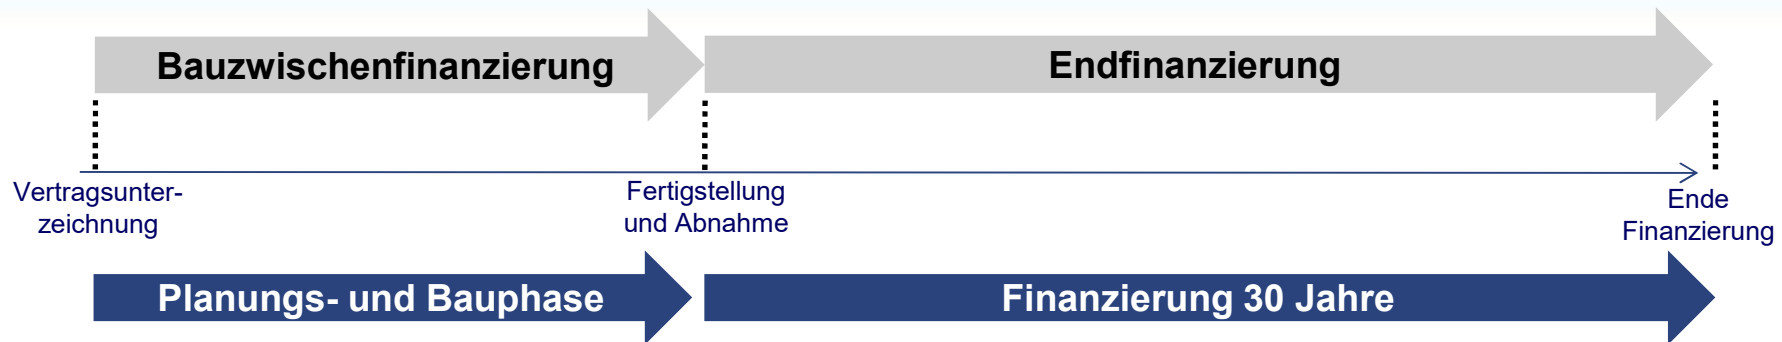 Bauzwischenfinanzierung
Endfinanzierung
Vertragsunter-
zeichnung
Fertigstellung
und Abnahme
Ende
Finanzierung
Planungs- und Bauphase
Finanzierung 30 Jahre